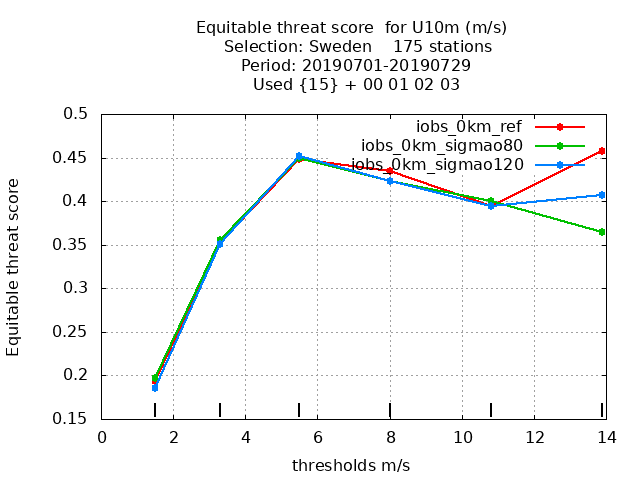 Equitable threat score  for U10m (m/s)
Selection: Sweden    175 stations
Period: 20190701-20190729
Used {15} + 00 01 02 03
iobs_0km_ref
iobs_0km_sigmao80
iobs_0km_sigmao120
Equitable threat score
0.5
0.45
0.4
0.35
0.3
0.25
0.2
0.15
0 2 4 6 8 10 12 14
thresholds m/s